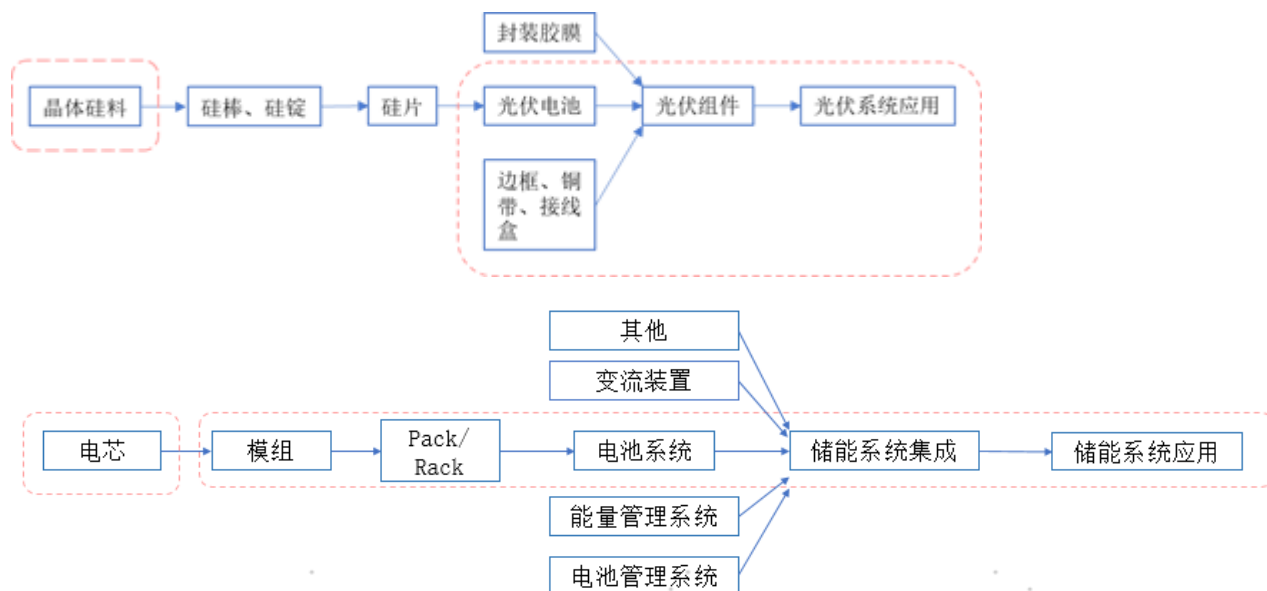 封装胶膜
晶体硅料
硅棒、硅锭
硅片
光伏电池
光伏组件
光伏系统应用
边框、铜
带、接线
盒
其他
变流装置
电芯
模组
Pack/
Rack
电池系统
储能系统集成
储能系统应用
能量管理系统
电池管理系统